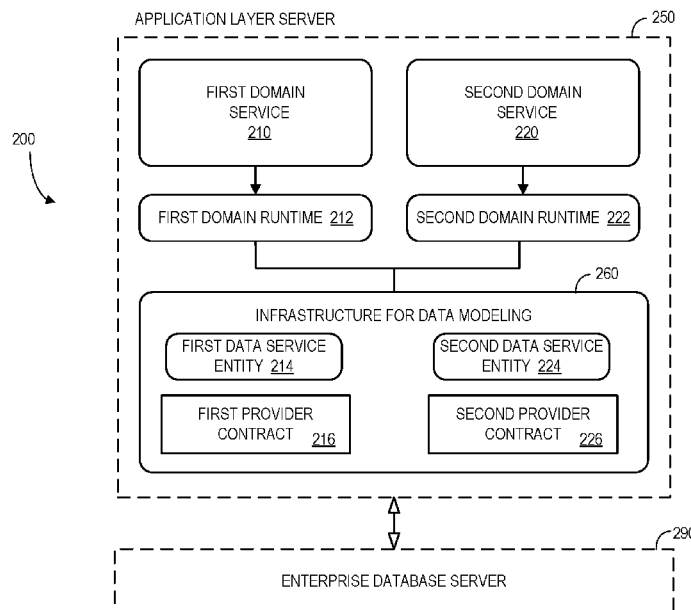 APPLICATION LAYER SERVER
250
FIRST DOMAIN
SERVICE
210
SECOND DOMAIN
SERVICE
220
200
FIRST DOMAIN RUNTIME 212
SECOND DOMAIN RUNTIME 222
260
INFRASTRUCTURE FOR DATA MODELING
FIRST DATA SERVICE
ENTITY 214
SECOND DATA SERVICE
ENTITY 224
FIRST PROVIDER
CONTRACT 216
SECOND PROVIDER
CONTRACT 226
290
ENTERPRISE DATABASE SERVER